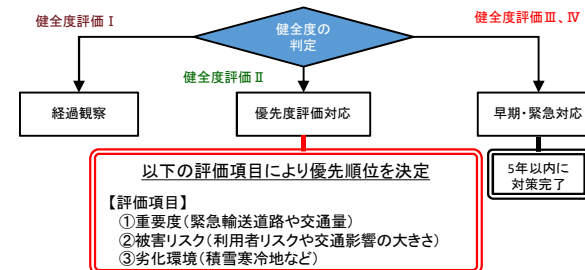 健全度評価Ⅰ
健全度の
判定
健全度評価Ⅲ、Ⅳ
健全度評価Ⅱ
経過観察
優先度評価対応
早期・緊急対応
以下の評価項目により優先順位を決定
【評価項目】
①重要度(緊急輸送道路や交通量)
②被害リスク(利用者リスクや交通影響の大きさ)
③劣化環境(積雪寒冷地など)
5年以内に
対策完了